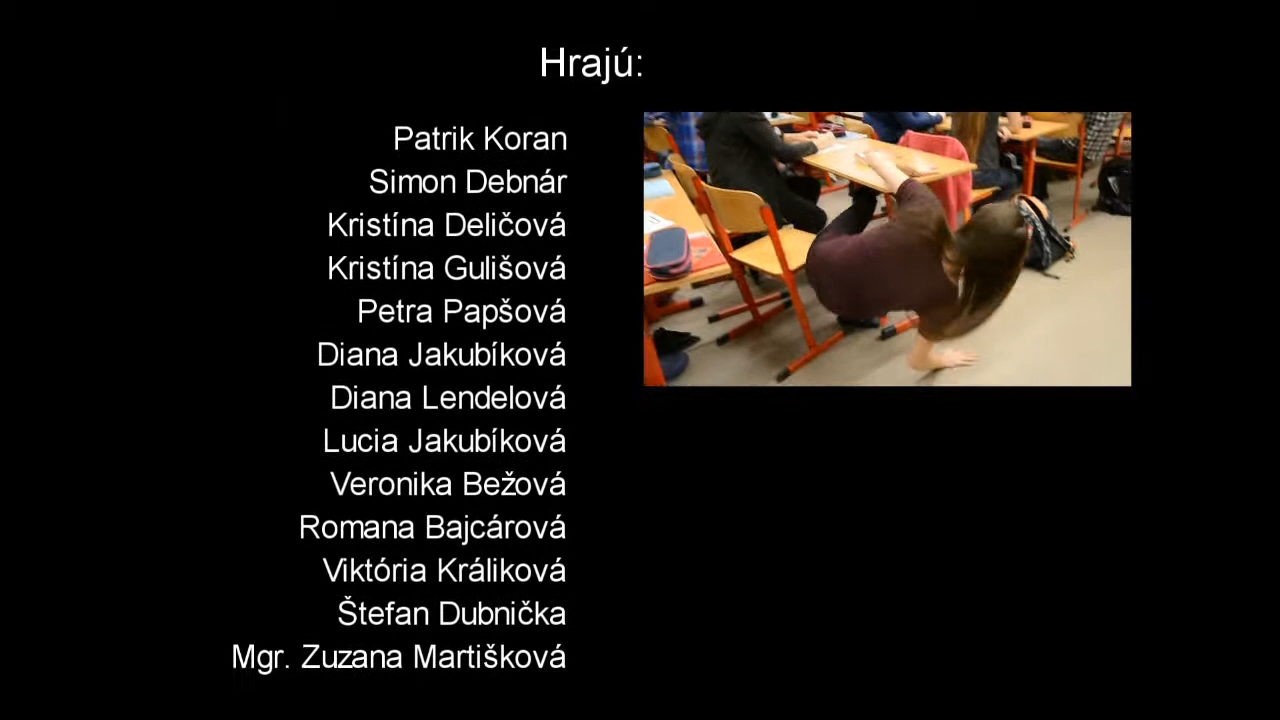 Hrajú:
Patrik Koran
Simon Debnár
Kristína Deličová
Kristína Gulišová
Petra Papšová
Diana Jakubíková
Diana Lendelová
Lucia Jakubíková
Veronika Bežová
Romana Bajcárová
Viktória Králiková
Štefan Dubnička
Mgr. Zuzana Martišková